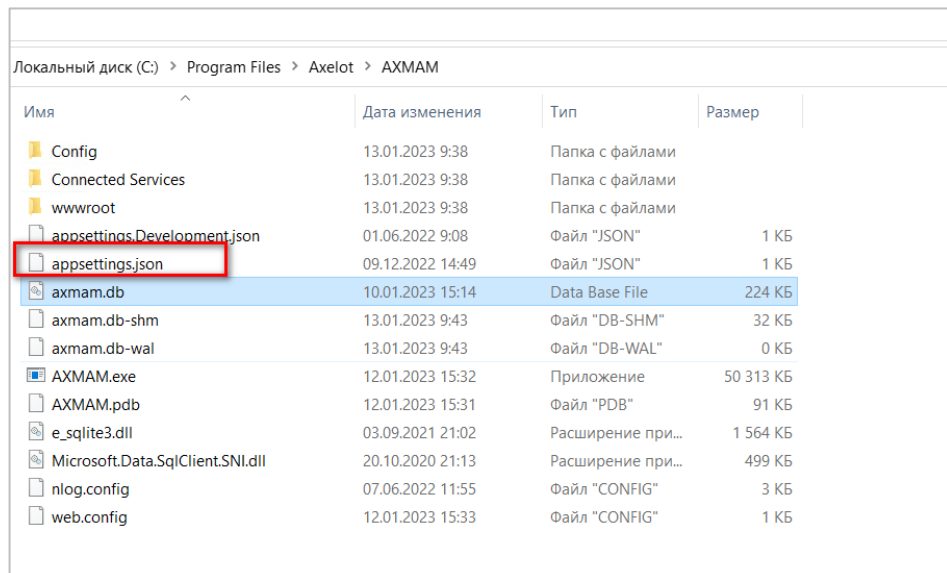 Локальный диск (C:) > Program Files > Axelot > AXMAM
Имя Дата изменения Тип Размер
Config 13.01.2023 9:38 Папка с файлами
Connected Services 13.01.2023 9:38 Папка с файлами
wwwroot 13.01.2023 9:38 Папка с файлами
appsettings.Development.json 01.06.2022 9:08 Файл "JSON" 1 КБ
appsettings.json 09.12.2022 14:49 Файл "JSON" 1 КБ
axmam.db 10.01.2023 15:14 Data Base File 224 КБ
axmam.db-shm 13.01.2023 9:43 Файл "DB-SHM" 32 КБ
axmam.db-wal 13.01.2023 9:43 Файл "DB-WAL" 0 КБ
AXMAM.exe 12.01.2023 15:32 Приложение 50 313 КБ
AXMAM.pdb 12.01.2023 15:31 Файл "PDB" 91 КБ
e_sqlite3.dll 03.09.2021 21:02 Расширение при... 1 564 КБ
Microsoft.Data.SqlClient.SNI.dll 20.10.2020 21:13 Расширение при... 499 КБ
nlog.config 07.06.2022 11:55 Файл "CONFIG" 3 КБ
web.config 12.01.2023 15:33 Файл "CONFIG" 1 КБ